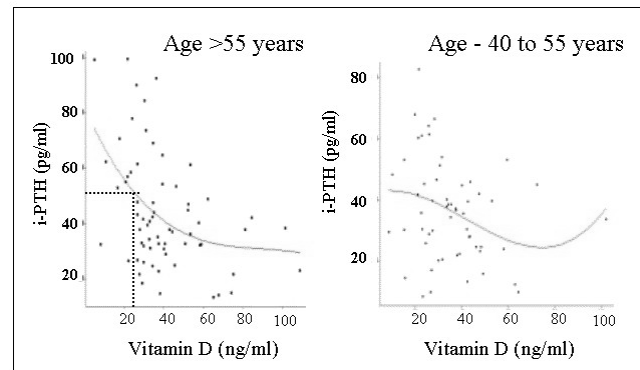 Age >55 years
100
80
60
40
20
i-PTH (pg/ml)
20 40 60 80 100
Vitamin D (ng/ml)
Age - 40 to 55 years
80
60
40
20
i-PTH (pg/ml)
20 40 60 80 100
Vitamin D (ng/ml)